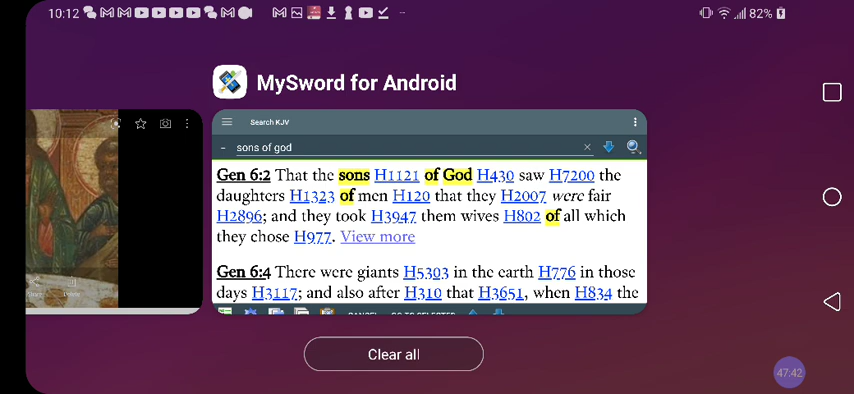 10:12
82%
MySword for Android
Search KJV
sons of god
Gen 6:2 That the sons H1121 of God H430 saw H7200 the
daughters H1323 of men H120 that they H2007 were fair
H2896; and they took H3947 them wives H802 of all which
they chose H977. View more
Gen 6:4 There were giants H5303 in the earth H776 in those
days H3117; and also after H310 that H3651, when H834 the
CANCEL GO TO SELECTED
Clear all
47:42